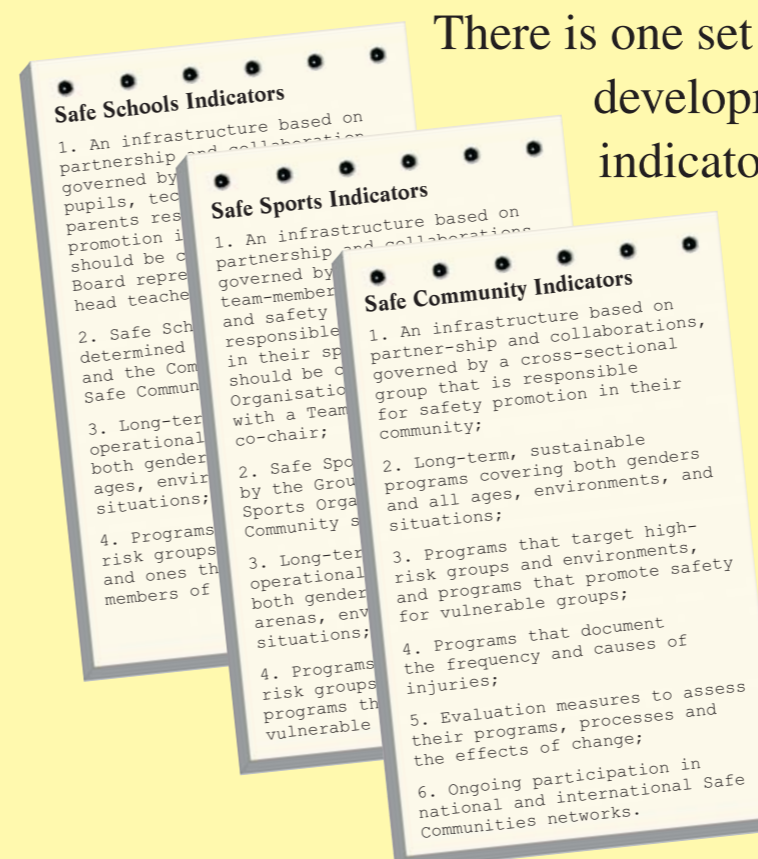 There is one set
developm
indicato
Safe Schools Indicators
1. An infrastructure based on
partnership and collaboration
governed by
pupils, tec
parents res
promotion i
should be c
Board repre
head teache
2. Safe Sch
determined
and the Com
Safe Commun
3. Long-ter
operational
both gender
ages, envir
situations;
4. Programs
risk groups
and ones th
members of
Safe Sports Indicators
1. An infrastructure based on
partnership and collaborations
governed by
team-member
and safety
responsible
in their sp
should be c
Organisatio
with a Team
co-chair;
2. Safe Spo
by the Grou
Sports Orga
Community s
3. Long-ter
operational
both gender
arenas, env
situations;
4. Programs
risk groups
programs th
vulnerable
Safe Community Indicators
1. An infrastructure based on
partner-ship and collaborations,
governed by a cross-sectional
group that is responsible
for safety promotion in their
community;
2. Long-term, sustainable
programs covering both genders
and all ages, environments, and
situations;
3. Programs that target high-
risk groups and environments,
and programs that promote safety
for vulnerable groups;
4. Programs that document
the frequency and causes of
injuries;
5. Evaluation measures to assess
their programs, processes and
the effects of change;
6. Ongoing participation in
national and international Safe
Communities networks.